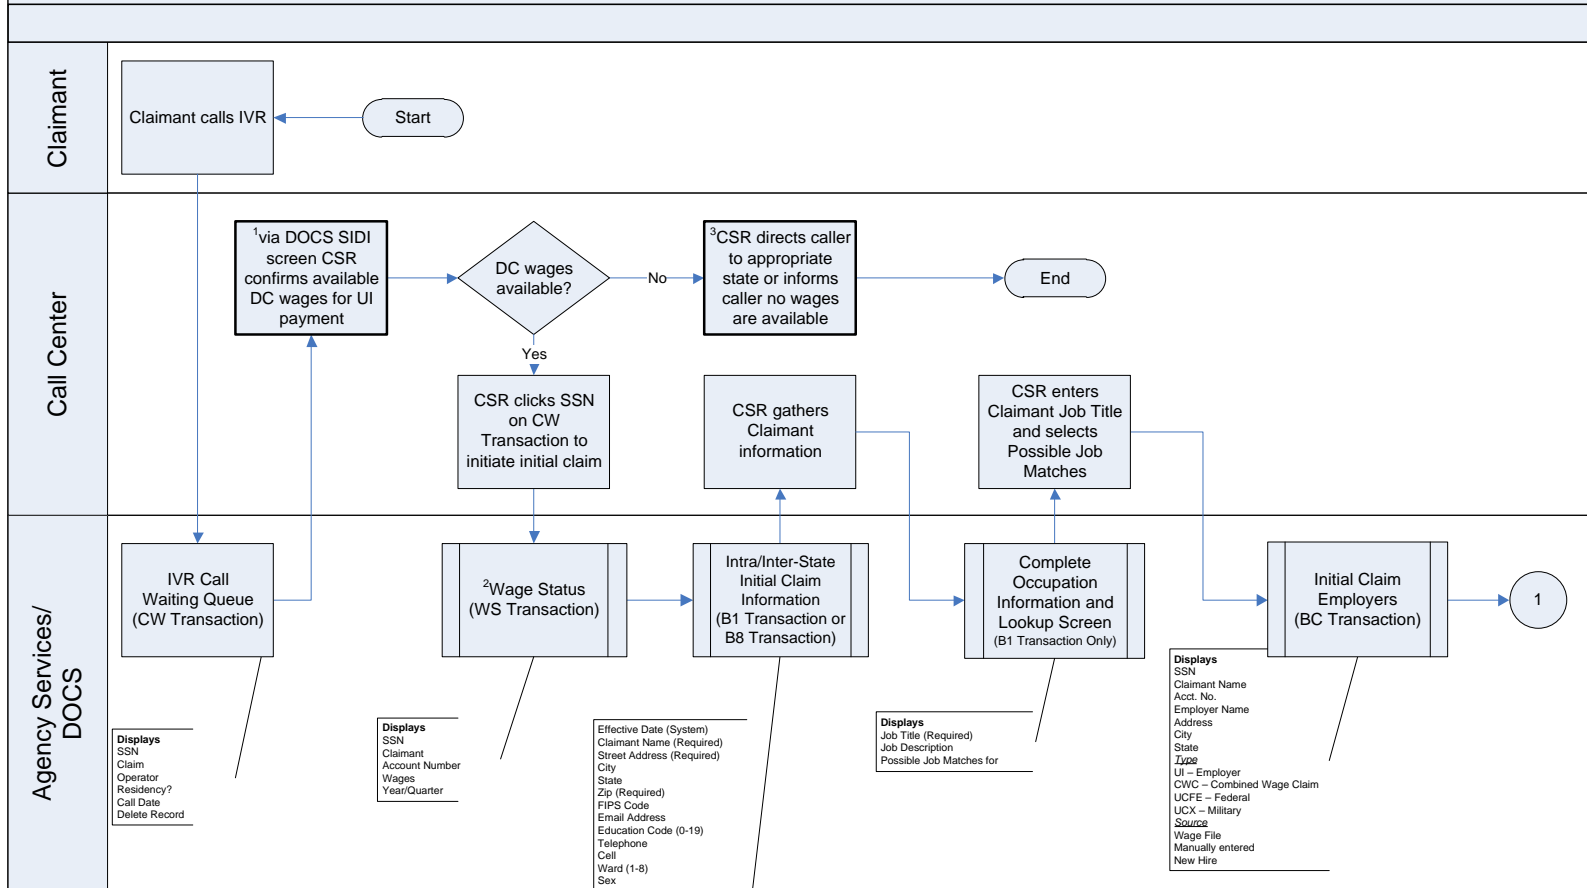 Claimant
Claimant calls IVR
Start
Call Center
1via DOCS SIDI
screen CSR
confirms available
DC wages for UI
payment
DC wages
available?
No
3CSR directs caller
to appropriate
state or informs
caller no wages
are available
End
Yes
CSR clicks SSN
on CW
Transaction to
initiate initial claim
CSR gathers
Claimant
information
CSR enters
Claimant Job Title
and selects
Possible Job
Matches
Agency Services/
DOCS
IVR Call
Waiting Queue
(CW Transaction)
2Wage Status
(WS Transaction)
Intra/Inter-State
Initial Claim
Information
(B1 Transaction or
B8 Transaction)
Complete
Occupation
Information and
Lookup Screen
(B1 Transaction Only)
Initial Claim
Employers
(BC Transaction)
1
Displays
SSN
Claim
Operator
Residency?
Call Date
Delete Record
Displays
SSN
Claimant
Account Number
Wages
Year/Quarter
Effective Date (System)
Claimant Name (Required)
Street Address (Required)
City
State
Zip (Required)
FIPS Code
Email Address
Education Code (0-19)
Telephone
Cell
Ward (1-8)
Sex
Displays
Job Title (Required)
Job Description
Possible Job Matches for
Displays
SSN
Claimant Name
Acct. No.
Employer Name
Address
City
State
Type
UI – Employer
CWC – Combined Wage Claim
UCFE – Federal
UCX – Military
Source
Wage File
Manually entered
New Hire